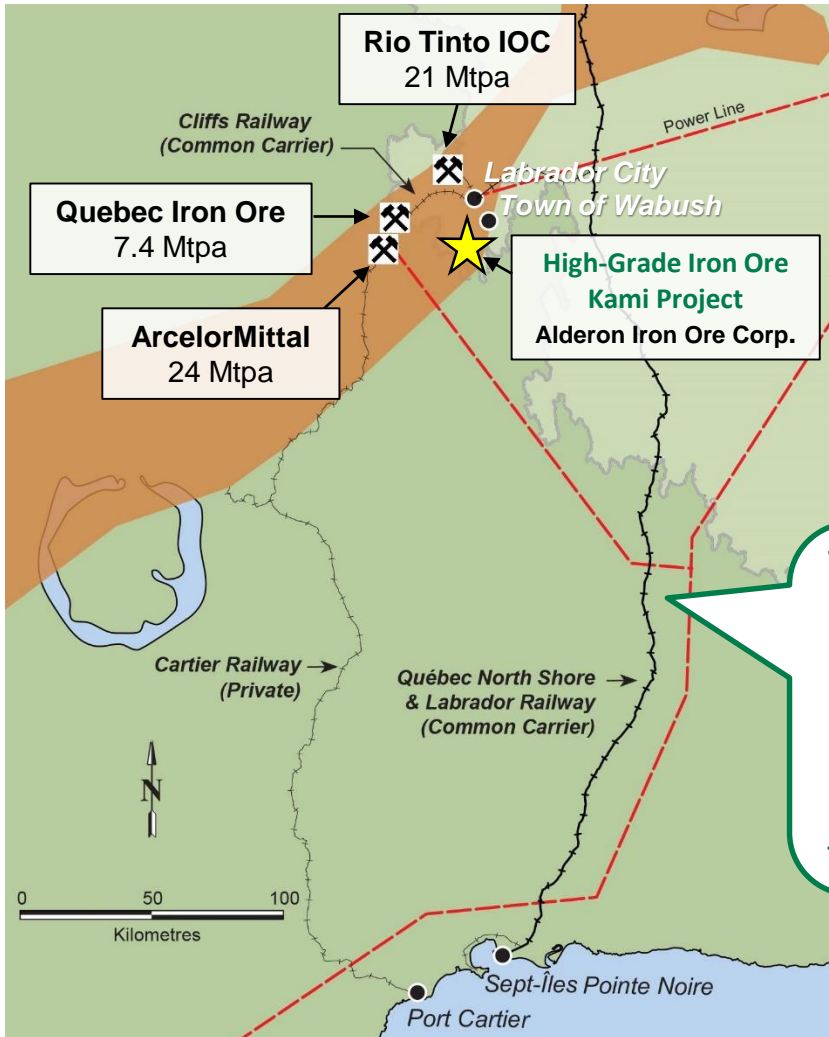 Rio Tinto IOC
21 Mtpa
Cliffs Railway
(Common Carrier)
Power Line
Labrador City
Town of Wabush
Quebec Iron Ore
7.4 Mtpa
High-Grade Iron Ore
Kami Project
Alderon Iron Ore Corp.
ArcelorMittal
24 Mtpa
Cartier Railway
(Private)
Québec North Shore
& Labrador Railway
(Common Carrier)
N
0 50 100
Kilometres
Sept-Îles Pointe Noire
Port Cartier